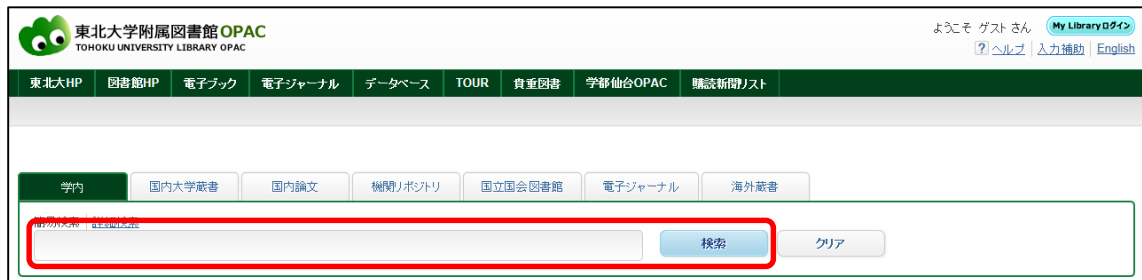 東北大学附属図書館OPAC
TOHOKU UNIVERSITY LIBRARY OPAC
ようこそ ゲスト さん My Libraryログイン
? ヘルプ 入力補助 English
東北大HP 図書館HP 電子ブック 電子ジャーナル データベース TOUR 貴重図書 学都仙台OPAC 購読新聞リスト
学内 国内大学蔵書 国内論文 機関リポジトリ 国立国会図書館 電子ジャーナル 海外蔵書
簡易検索 詳細検索
検索 クリア